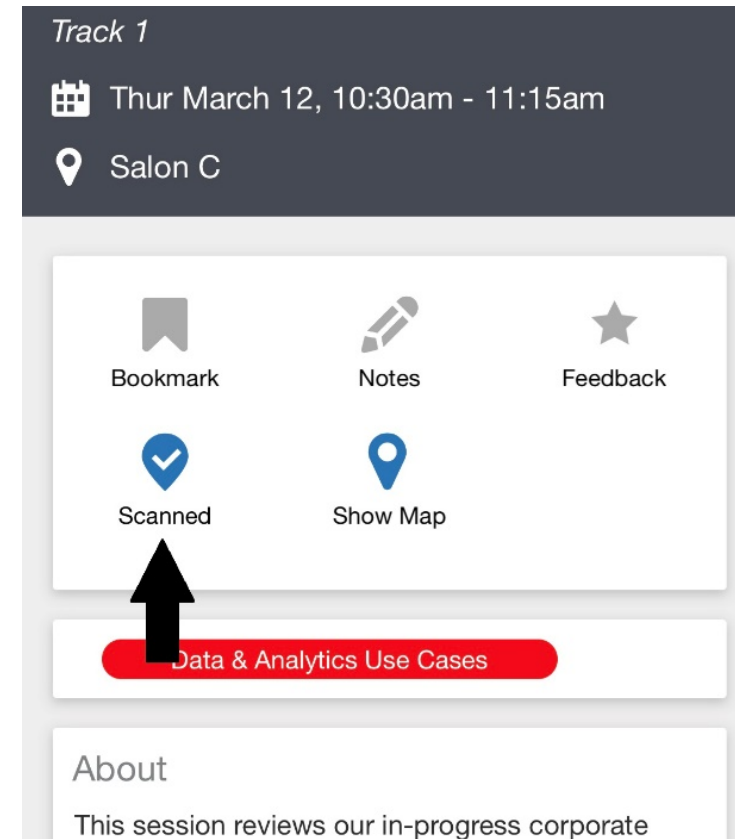 Track 1
Thur March 12, 10:30am - 11:15am
Salon C
Bookmark Notes Feedback
Scanned Show Map
Data & Analytics Use Cases
About
This session reviews our in-progress corporate